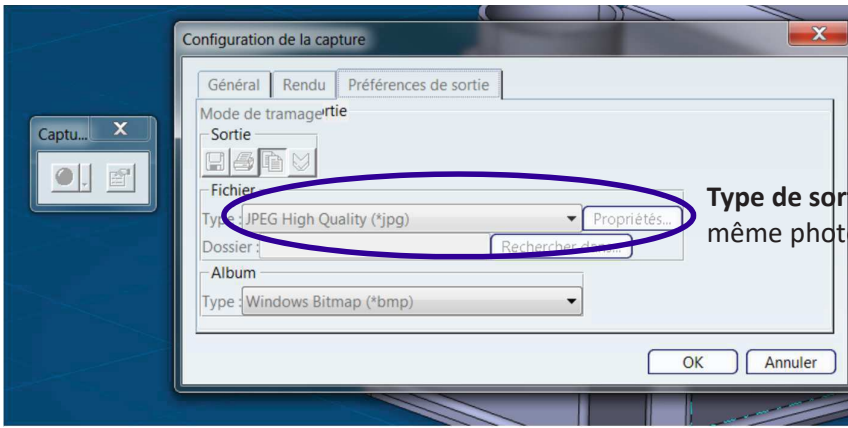 Configuration de la capture
Général Rendu Préférences de sortie
Mode de tramage rtie
Captu...
Sortie
Fichier
Type : JPEG High Quality (*jpg) Propriétés...
Type de sor
même phot
Dossier : Rechercher dans...
Album
Type : Windows Bitmap (*bmp)
OK Annuler